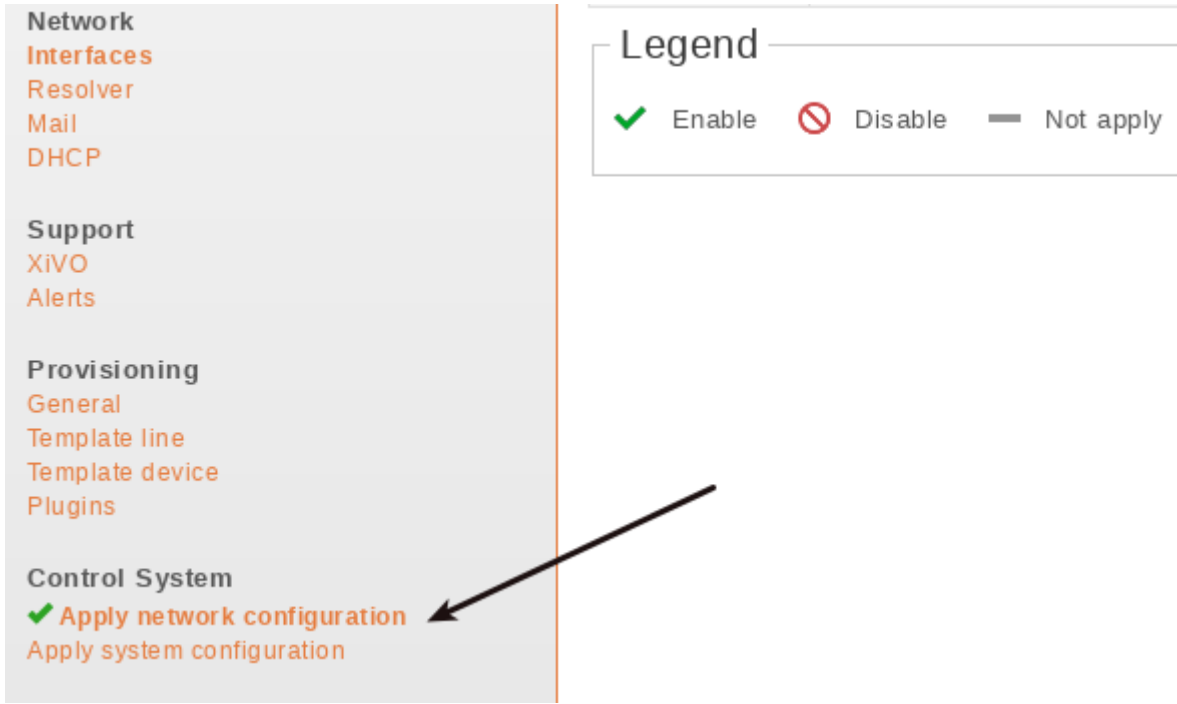 Network
Interfaces
Resolver
Mail
DHCP
Support
XiVO
Alerts
Provisioning
General
Template line
Template device
Plugins
Control System
Apply network configuration
Apply system configuration
Legend
Enable Disable Not apply